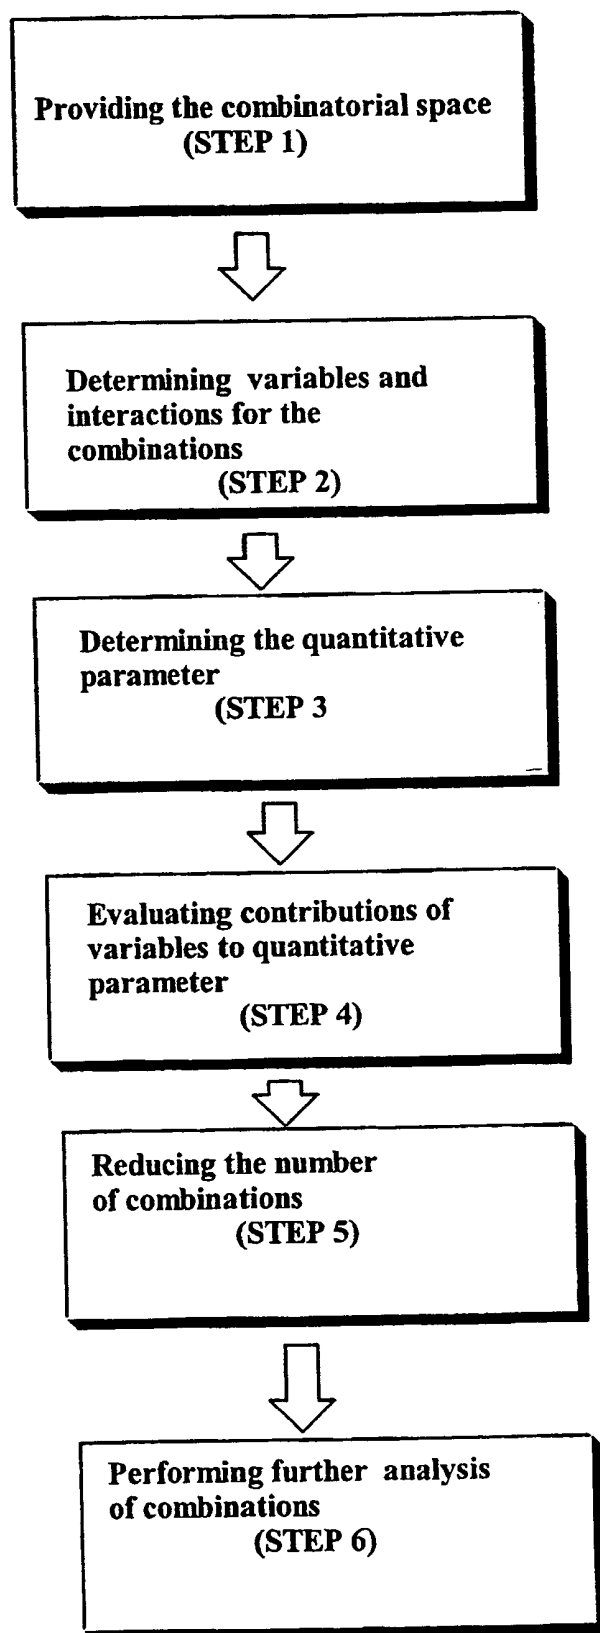 Providing the combinatorial space
(STEP 1)
Determining variables and
interactions for the
combinations
(STEP 2)
Determining the quantitative
parameter
(STEP 3
Evaluating contributions of
variables to quantitative
parameter
(STEP 4)
Reducing the number
of combinations
(STEP 5)
Performing further analysis
of combinations
(STEP 6)